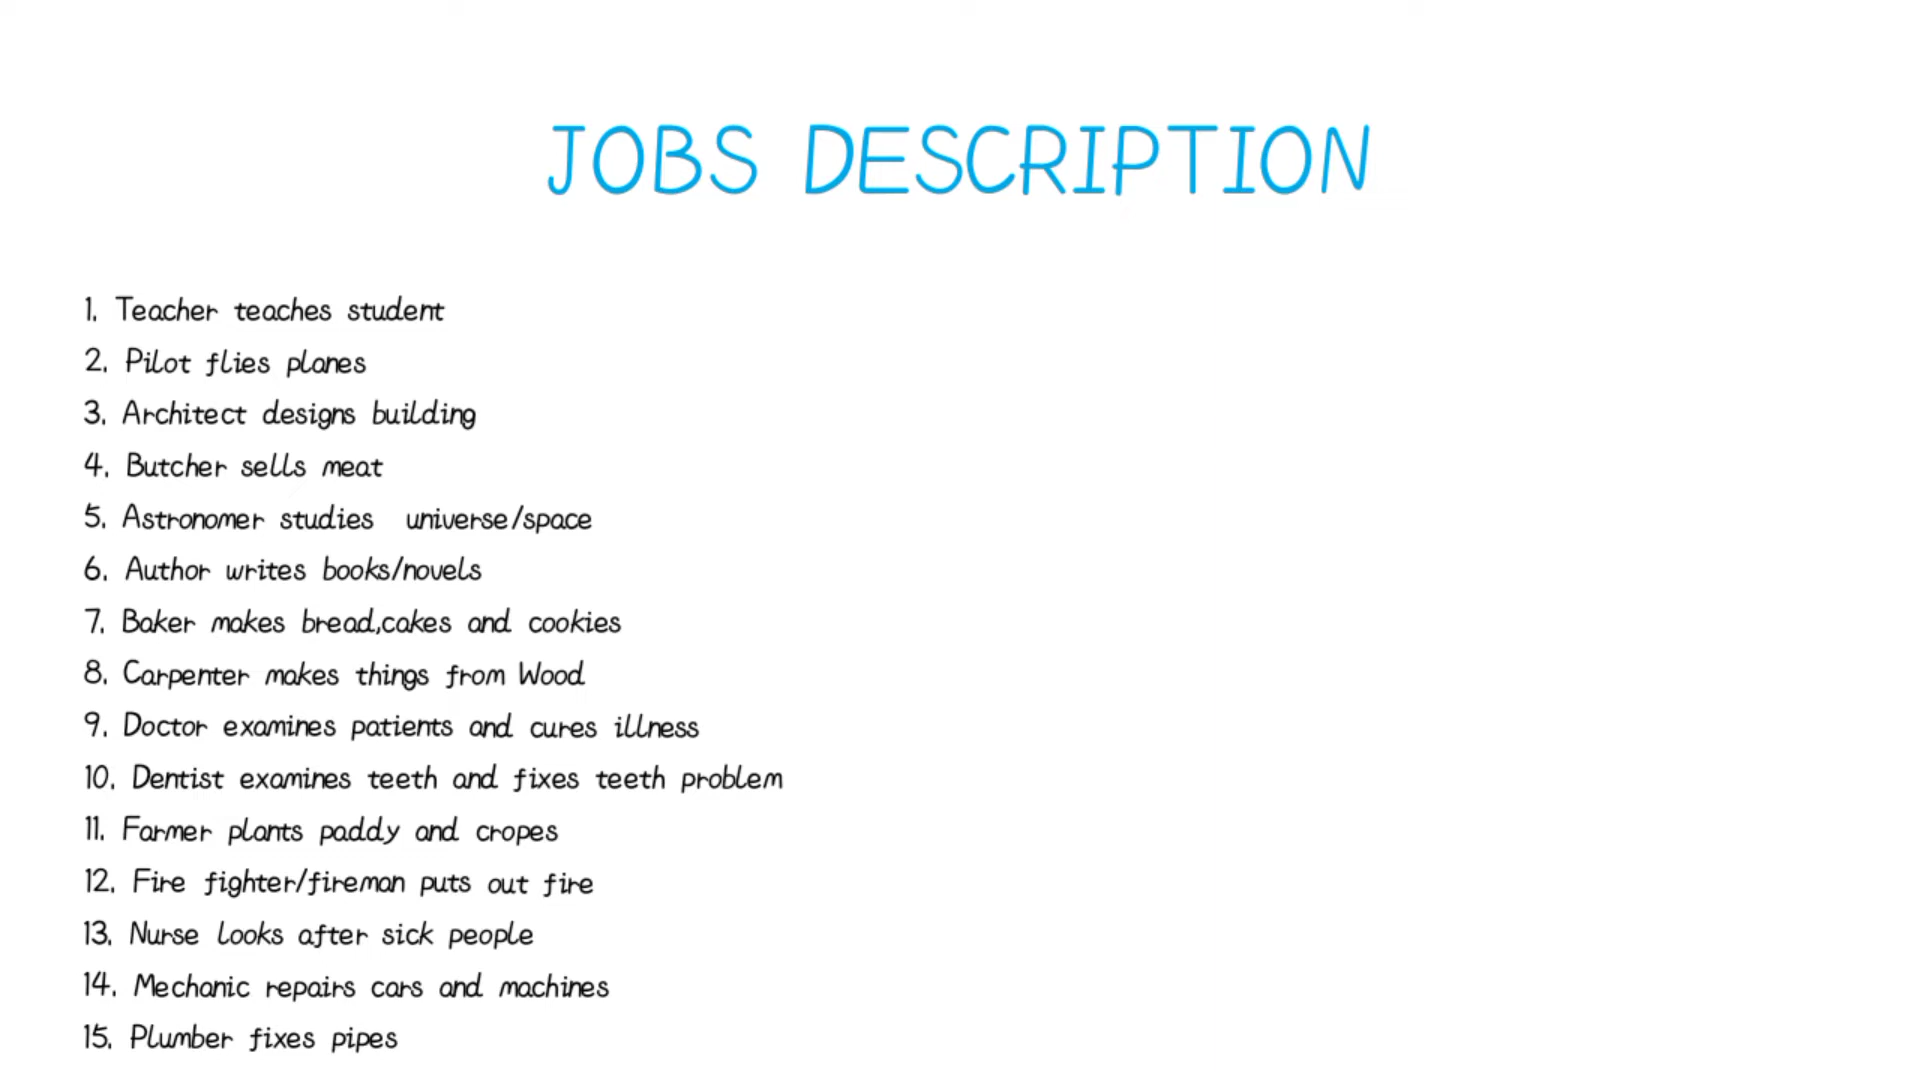 JOBS DESCRIPTION
1. Teacher teaches student
2. Pilot flies planes
3. Architect designs building
4. Butcher sells meat
5. Astronomer studies universe/space
6. Author writes books/novels
7. Baker makes bread,cakes and cookies
8. Carpenter makes things from Wood
9. Doctor examines patients and cures illness
10. Dentist examines teeth and fixes teeth problem
11. Farmer plants paddy and cropes
12. Fire fighter/fireman puts out fire
13. Nurse looks after sick people
14. Mechanic repairs cars and machines
15. Plumber fixes pipes